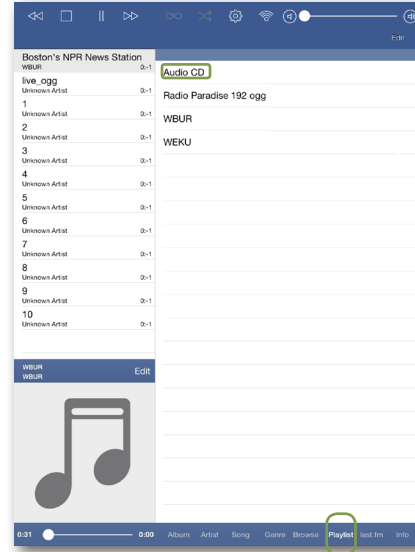 Edit
Boston's NPR News Station
WBUR 0:-1
live_ogg
Unknown Artist 0:-1
1
Unknown Artist 0:-1
2
Unknown Artist 0:-1
3
Unknown Artist 0:-1
4
Unknown Artist 0:-1
5
Unknown Artist 0:-1
6
Unknown Artist 0:-1
7
Unknown Artist 0:-1
8
Unknown Artist 0:-1
9
Unknown Artist 0:-1
10
Unknown Artist 0:-1
Audio CD
Radio Paradise 192 ogg
WBUR
WEKU
WBUR
WBUR
Edit
0:31 0:00 Album Artist Song Genre Browse Playlist last.fm Info